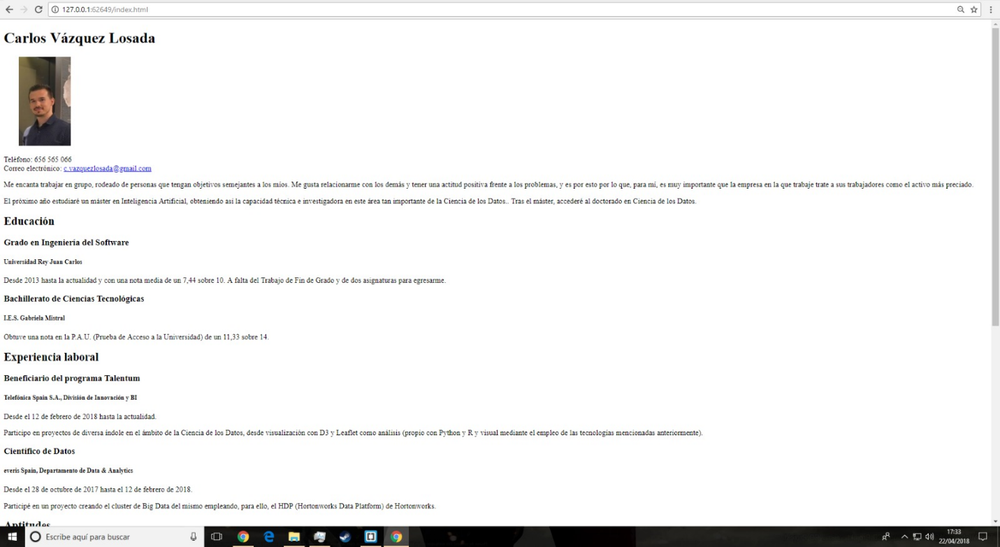 127.0.0.1:62649/index.html
Carlos Vázquez Losada
Teléfono: 656 565 066
Correo electrónico: c.vazquezlosada@gmail.com
Me encanta trabajar en grupo, rodeado de personas que tengan objetivos semejantes a los míos. Me gusta relacionarme con los demás y tener una actitud positiva frente a los problemas, y es por esto por lo que, para mí, es muy importante que la empresa en la que trabaje trate a sus trabajadores como el activo más preciado.
El próximo año estudiaré un máster en Inteligencia Artificial, obteniendo así la capacidad técnica e investigadora en este área tan importante de la Ciencia de los Datos.. Tras el máster, accederé al doctorado en Ciencia de los Datos.
Educación
Grado en Ingeniería del Software
Universidad Rey Juan Carlos
Desde 2013 hasta la actualidad y con una nota media de un 7,44 sobre 10. A falta del Trabajo de Fin de Grado y de dos asignaturas para egresarme.
Bachillerato de Ciencias Tecnológicas
I.E.S. Gabriela Mistral
Obtuve una nota en la P.A.U. (Prueba de Acceso a la Universidad) de un 11,33 sobre 14.
Experiencia laboral
Beneficiario del programa Talentum
Telefónica Spain S.A., División de Innovación y BI
Desde el 12 de febrero de 2018 hasta la actualidad.
Participo en proyectos de diversa índole en el ámbito de la Ciencia de los Datos, desde visualización con D3 y Leaflet como análisis (propio con Python y R y visual mediante el empleo de las tecnologías mencionadas anteriormente).
Científico de Datos
everis Spain, Departamento de Data & Analytics
Desde el 28 de octubre de 2017 hasta el 12 de febrero de 2018.
Participé en un proyecto creando el cluster de Big Data del mismo empleando, para ello, el HDP (Hortonworks Data Platform) de Hortonworks.
Aptitudes
Escribe aquí para buscar
17:33
22/04/2018